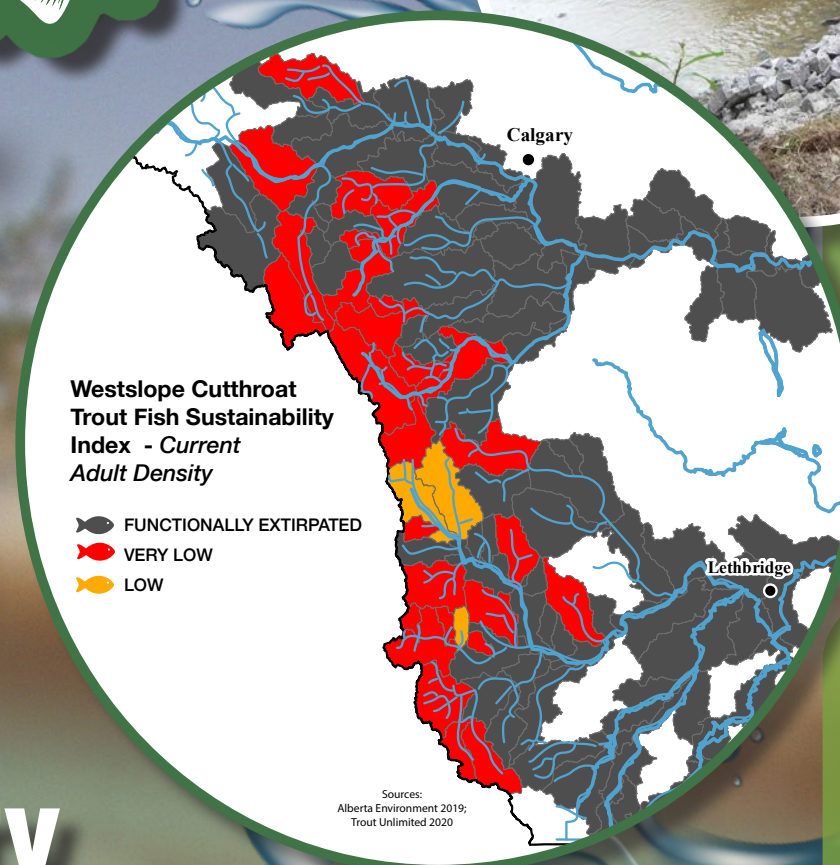 Calgary
Westslope Cutthroat
Trout Fish Sustainability
Index - Current
Adult Density
FUNCTIONALLY EXTIRPATED
VERY LOW
LOW
Lethbridge
Sources:
Alberta Environment 2019;
Trout Unlimited 2020